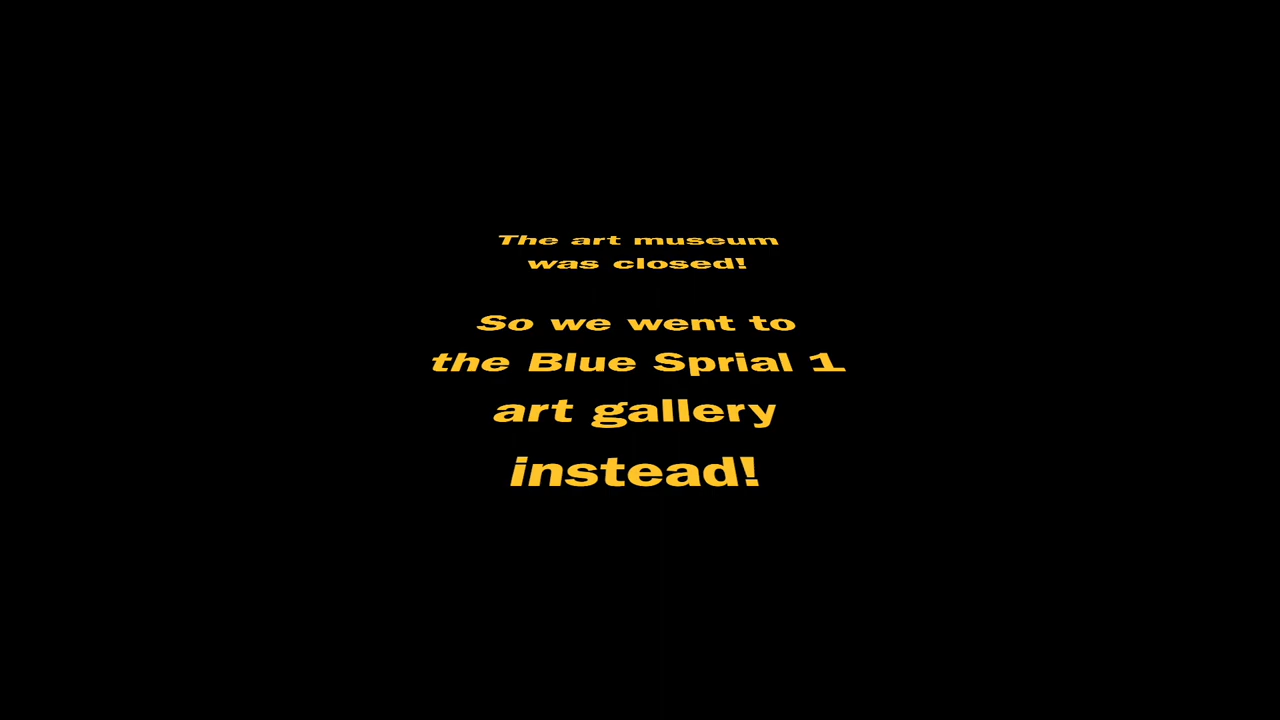 The art museum
was closed!
So we went to
the Blue Sprial 1
art gallery
instead!